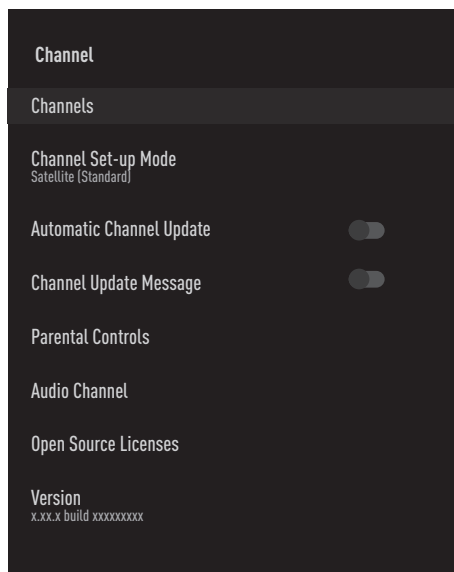 Channel
Channels
Channel Set-up Mode
Satellite (Standard)
Automatic Channel Update
Channel Update Message
Parental Controls
Audio Channel
Open Source Licenses
Version
x.xx.x build xxxxxxxxx